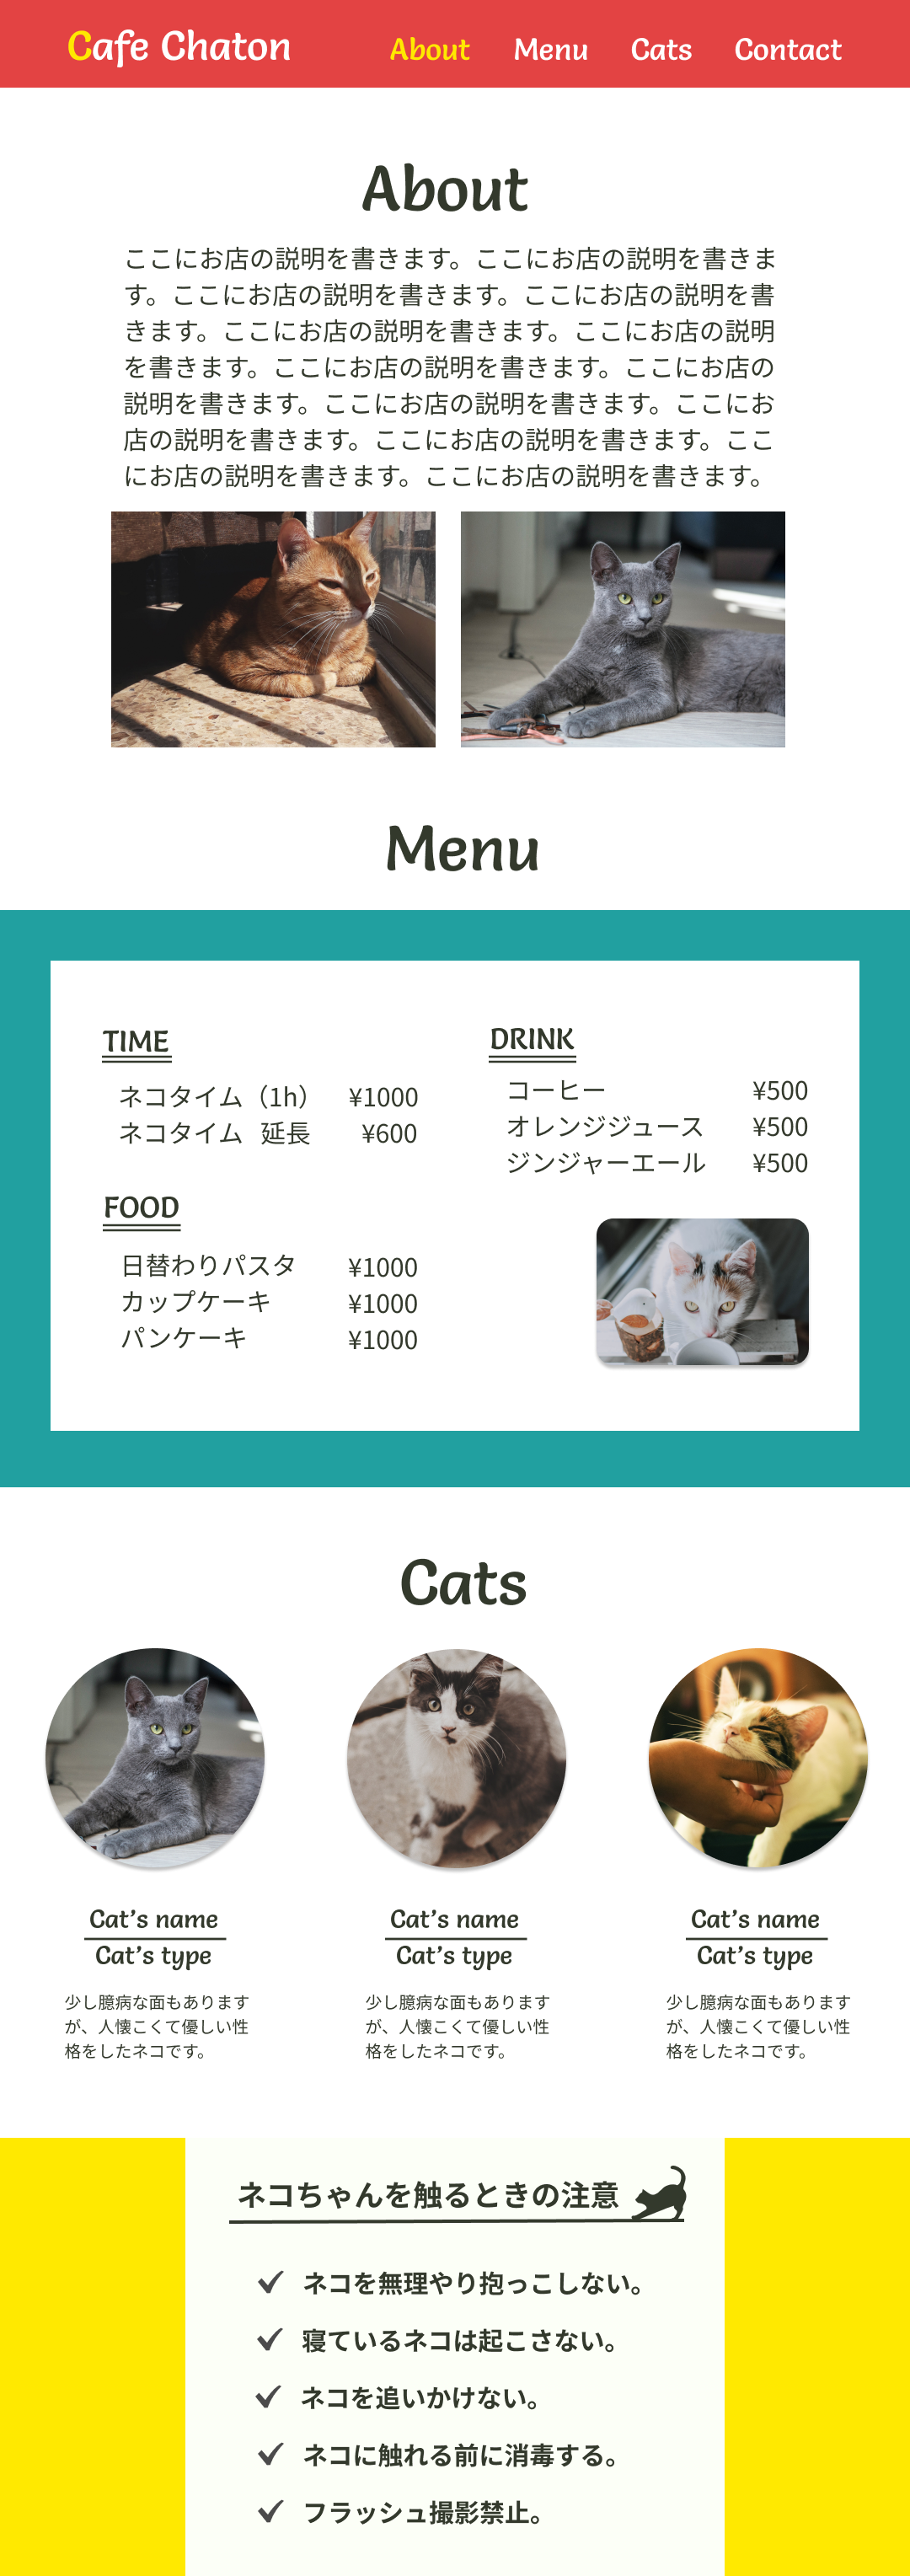 Cafe Chaton
About Menu Cats Contact
About
ここにお店の説明を書きます。ここにお店の説明を書きま
す。ここにお店の説明を書きます。ここにお店の説明を書
きます。ここにお店の説明を書きます。ここにお店の説明
を書きます。ここにお店の説明を書きます。ここにお店の
説明を書きます。ここにお店の説明を書きます。ここにお
店の説明を書きます。ここにお店の説明を書きます。ここ
にお店の説明を書きます。ここにお店の説明を書きます。
Menu
TIME
ネコタイム（1h） ¥1000
ネコタイム 延長 ¥600
FOOD
日替わりパスタ ¥1000
カップケーキ ¥1000
パンケーキ ¥1000
DRINK
コーヒー ¥500
オレンジジュース ¥500
ジンジャーエール ¥500
Cats
Cat’s name
Cat’s type
少し臆病な面もあります
が、人懐こくて優しい性
格をしたネコです。
Cat’s name
Cat’s type
少し臆病な面もあります
が、人懐こくて優しい性
格をしたネコです。
Cat’s name
Cat’s type
少し臆病な面もあります
が、人懐こくて優しい性
格をしたネコです。
ネコちゃんを触るときの注意
ネコを無理やり抱っこしない。
寝ているネコは起こさない。
ネコを追いかけない。
ネコに触れる前に消毒する。
フラッシュ撮影禁止。